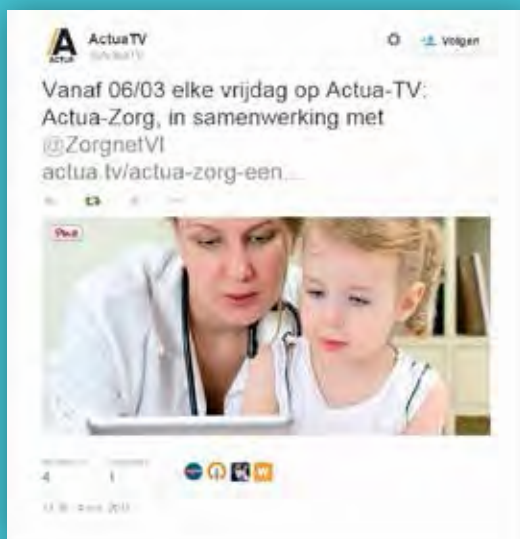 ACTUA
ActuaTV
Volgen
Vanaf 06/03 elke vrijdag op Actua-TV:
Actua-Zorg, in samenwerking met
@ZorgnetVl
actua.tv/actua-zorg-een...
Pin it
4 1